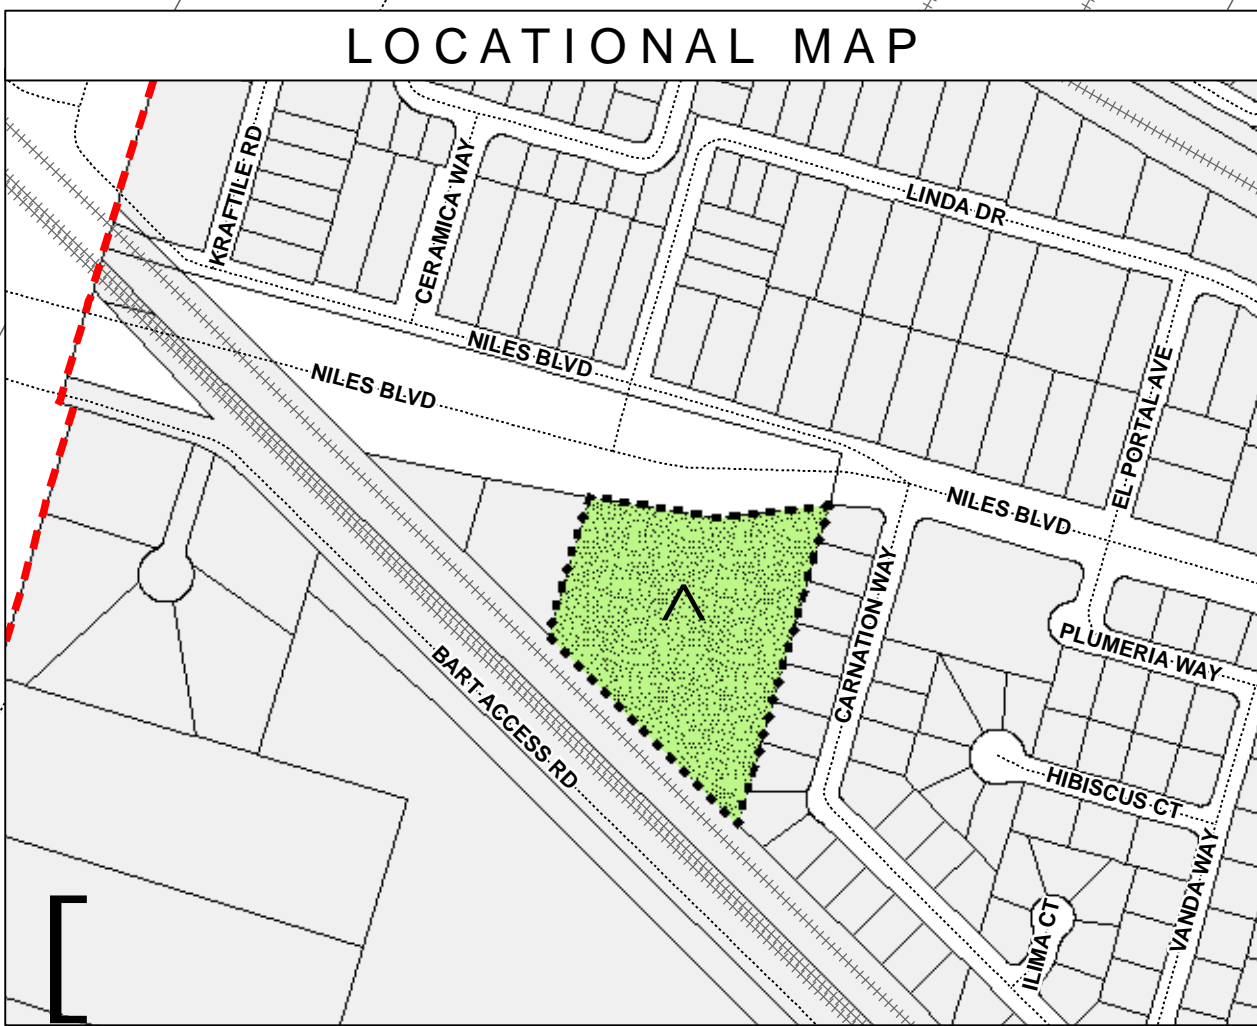 LOCATIONAL MAP
KRAFTILE RD
CERAMICA WAY
LINDA DR
NILES BLVD
NILES BLVD
EL PORTAL AVE
NILES BLVD
CARNATION WAY
PLUMERIA WAY
BART ACCESS RD
HIBISCUS CT
VANDA WAY
ILIMA CT
[